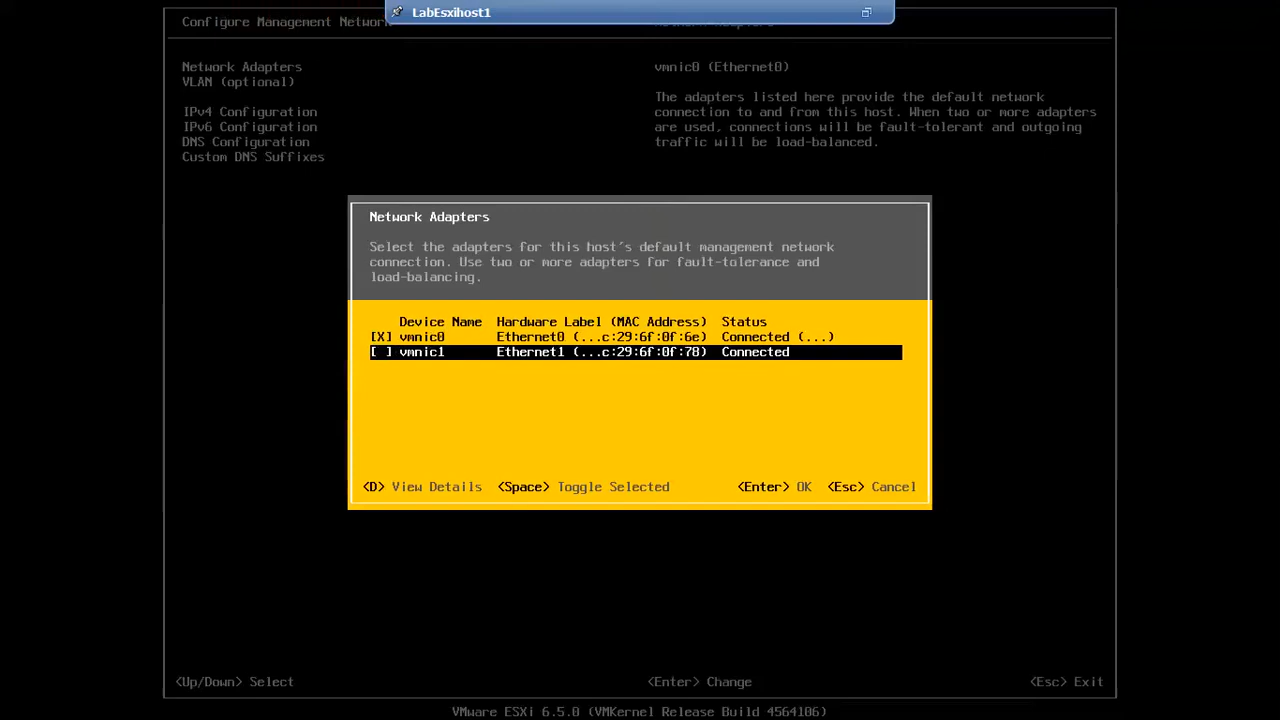 LabEsxihost1
Configure Management Network
Network Adapters
VLAN (optional)
IPv4 Configuration
IPv6 Configuration
DNS Configuration
Custom DNS Suffixes
vmnic0 (Ethernet0)
The adapters listed here provide the default network
connection to and from this host. When two or more adapters
are used, connections will be fault-tolerant and outgoing
traffic will be load-balanced.
Network Adapters
Select the adapters for this host's default management network
connection. Use two or more adapters for fault-tolerance and
load-balancing.
Device Name Hardware Label (MAC Address) Status
[X] vmnic0 Ethernet0 (...c:29:6f:0f:6e) Connected (...)
[ ] vmnic1 Ethernet1 (...c:29:6f:0f:78) Connected
<D> View Details <Space> Toggle Selected <Enter> OK <Esc> Cancel
<Up/Down> Select <Enter> Change <Esc> Exit
VMware ESXi 6.5.0 (VMKernel Release Build 4564106)